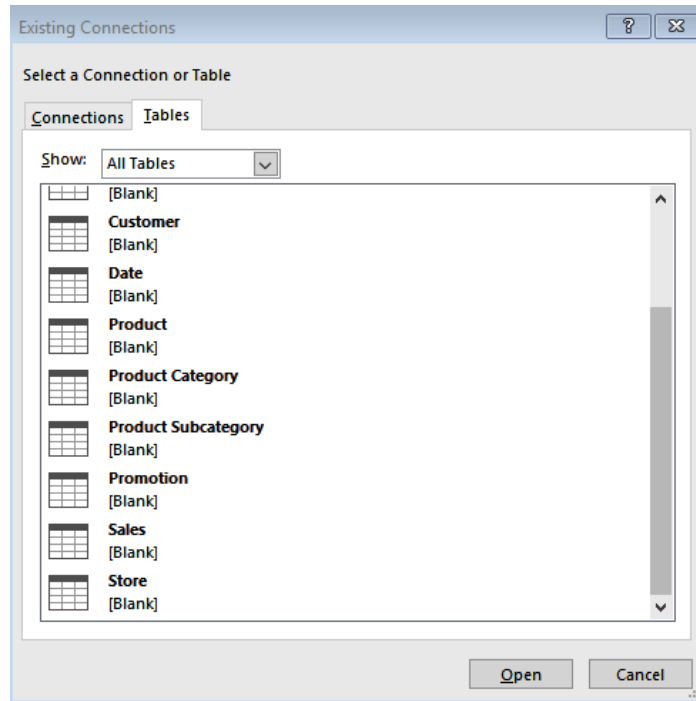 Existing Connections
Select a Connection or Table
Connections Tables
Show: All Tables
[Blank]
Customer
[Blank]
Date
[Blank]
Product
[Blank]
Product Category
[Blank]
Product Subcategory
[Blank]
Promotion
[Blank]
Sales
[Blank]
Store
[Blank]
Open Cancel